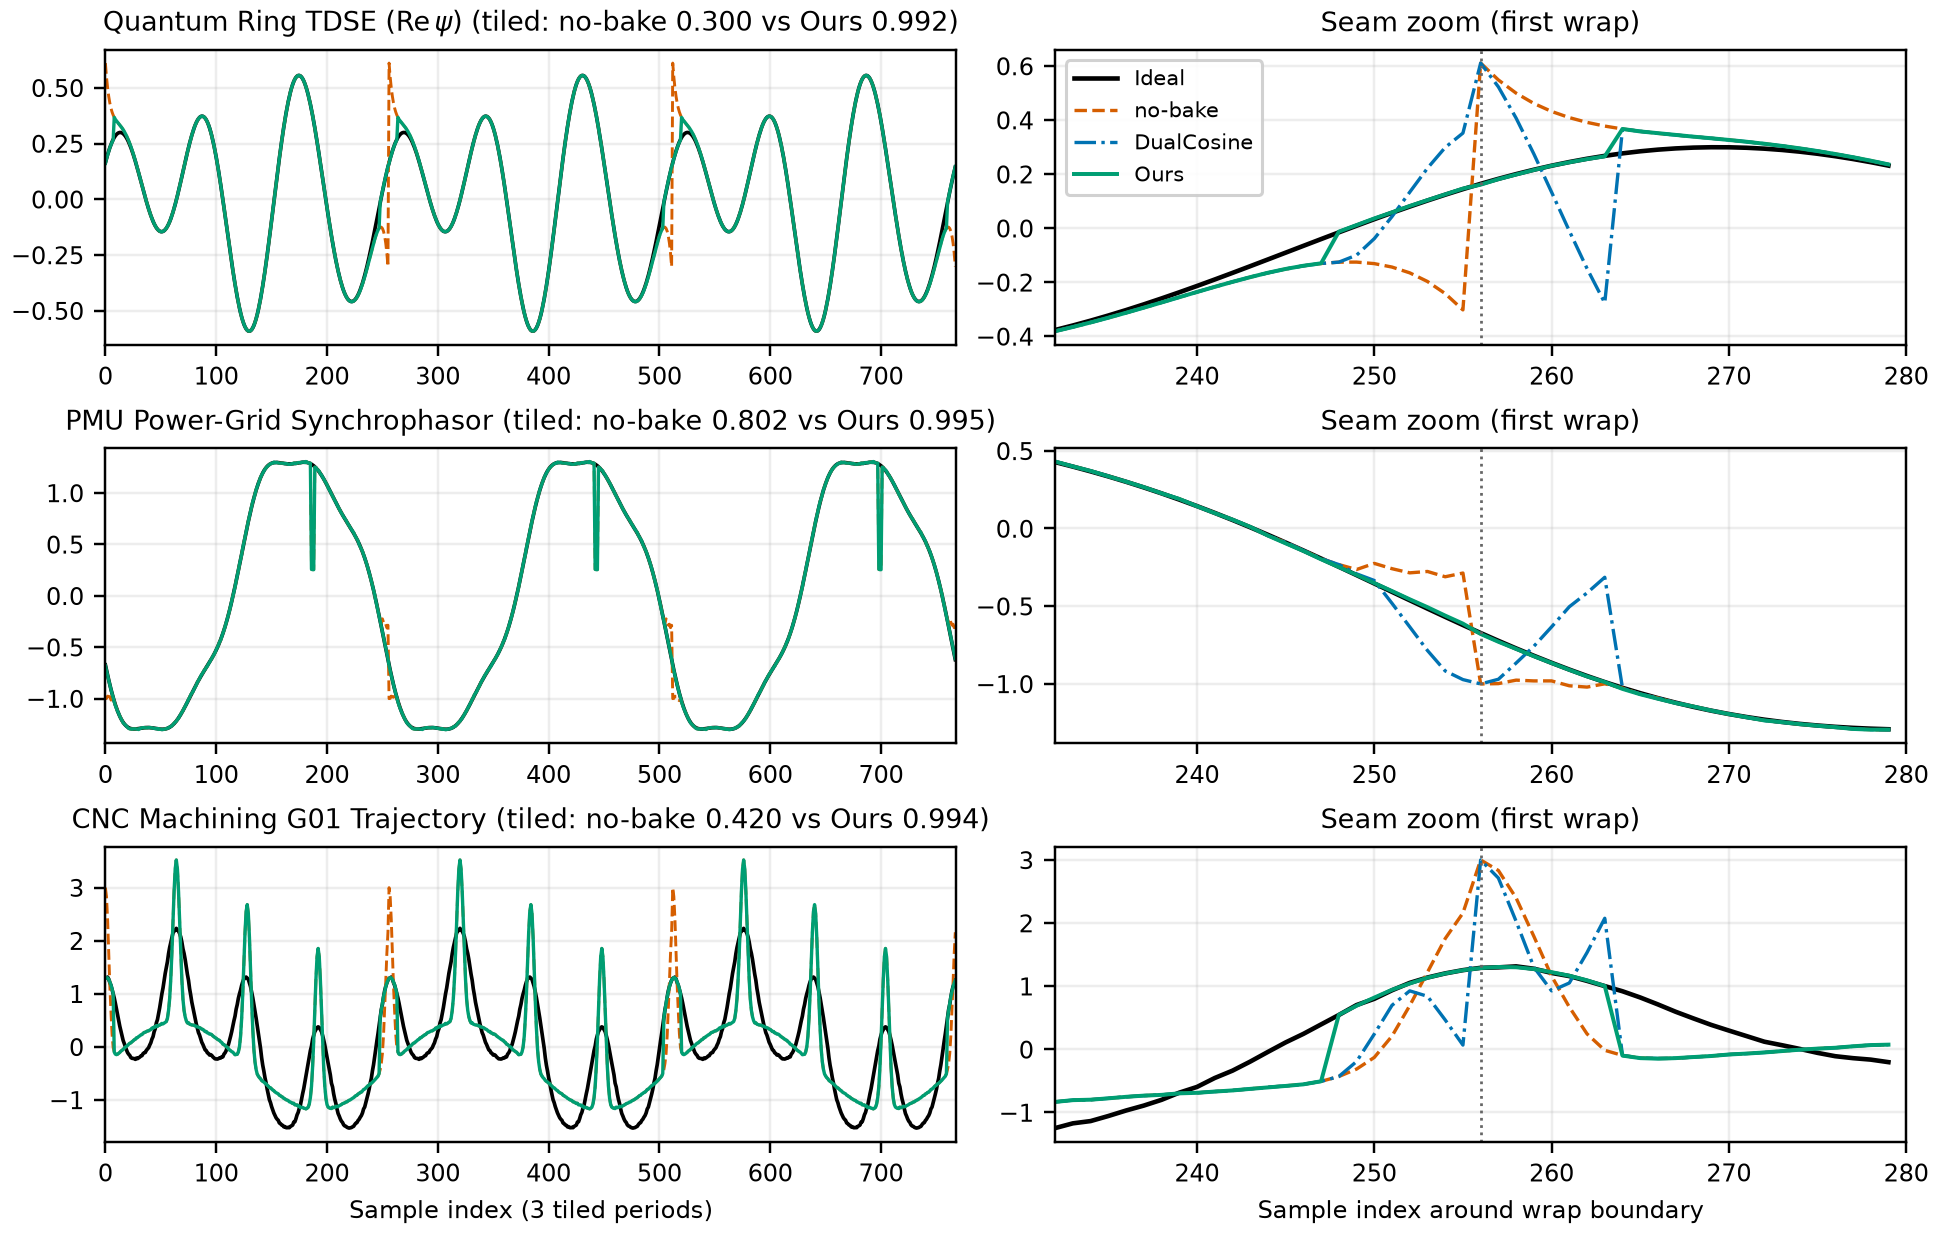 Quantum Ring TDSE (Re ψ) (tiled: no-bake 0.300 vs Ours 0.992)
0.50
0.25
0.00
−0.25
−0.50
0 100 200 300 400 500 600 700
Seam zoom (first wrap)
Ideal
no-bake
DualCosine
Ours
0.6
0.4
0.2
0.0
−0.2
−0.4
240 250 260 270 280
PMU Power-Grid Synchrophasor (tiled: no-bake 0.802 vs Ours 0.995)
1.0
0.5
0.0
−0.5
−1.0
0 100 200 300 400 500 600 700
Seam zoom (first wrap)
0.5
0.0
−0.5
−1.0
240 250 260 270 280
CNC Machining G01 Trajectory (tiled: no-bake 0.420 vs Ours 0.994)
3
2
1
0
−1
0 100 200 300 400 500 600 700
Sample index (3 tiled periods)
Seam zoom (first wrap)
3
2
1
0
−1
240 250 260 270 280
Sample index around wrap boundary